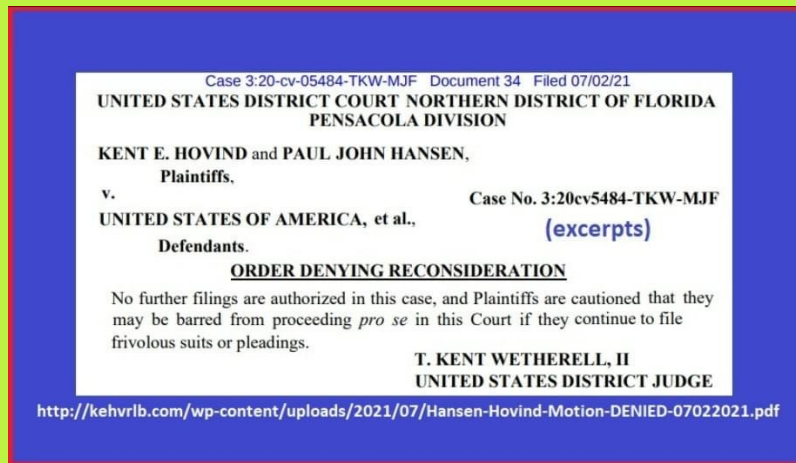 Case 3:20-cv-05484-TKW-MJF Document 34 Filed 07/02/21
UNITED STATES DISTRICT COURT NORTHERN DISTRICT OF FLORIDA
PENSACOLA DIVISION
KENT E. HOVIND and PAUL JOHN HANSEN,
Plaintiffs,
v.
Case No. 3:20cv5484-TKW-MJF
UNITED STATES OF AMERICA, et al.,
(excerpts)
Defendants.
ORDER DENYING RECONSIDERATION
No further filings are authorized in this case, and Plaintiffs are cautioned that they
may be barred from proceeding pro se in this Court if they continue to file
frivolous suits or pleadings.
T. KENT WETHERELL, II
UNITED STATES DISTRICT JUDGE
http://kehvrlb.com/wp-content/uploads/2021/07/Hansen-Hovind-Motion-DENIED-07022021.pdf